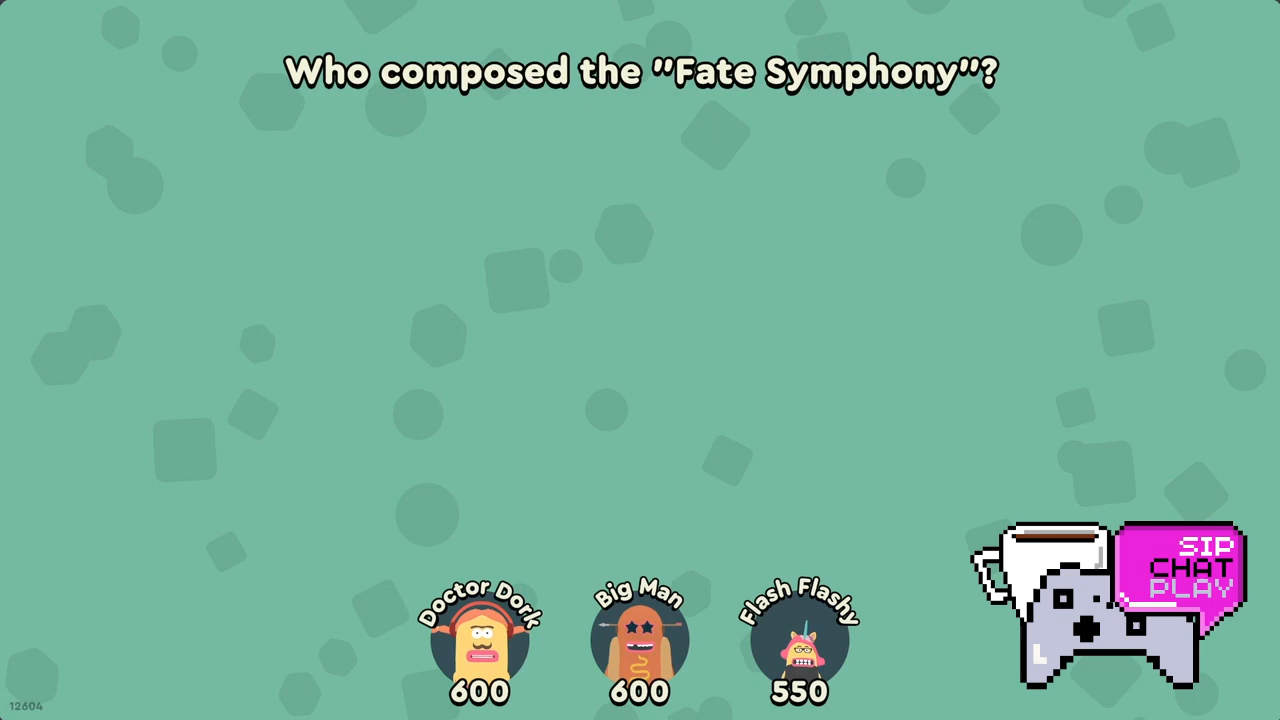 Who composed the "Fate Symphony"?
SIP
CHAT
PLAY
Doctor Dork
Big Man
Flash Flashy
600
600
550
12604